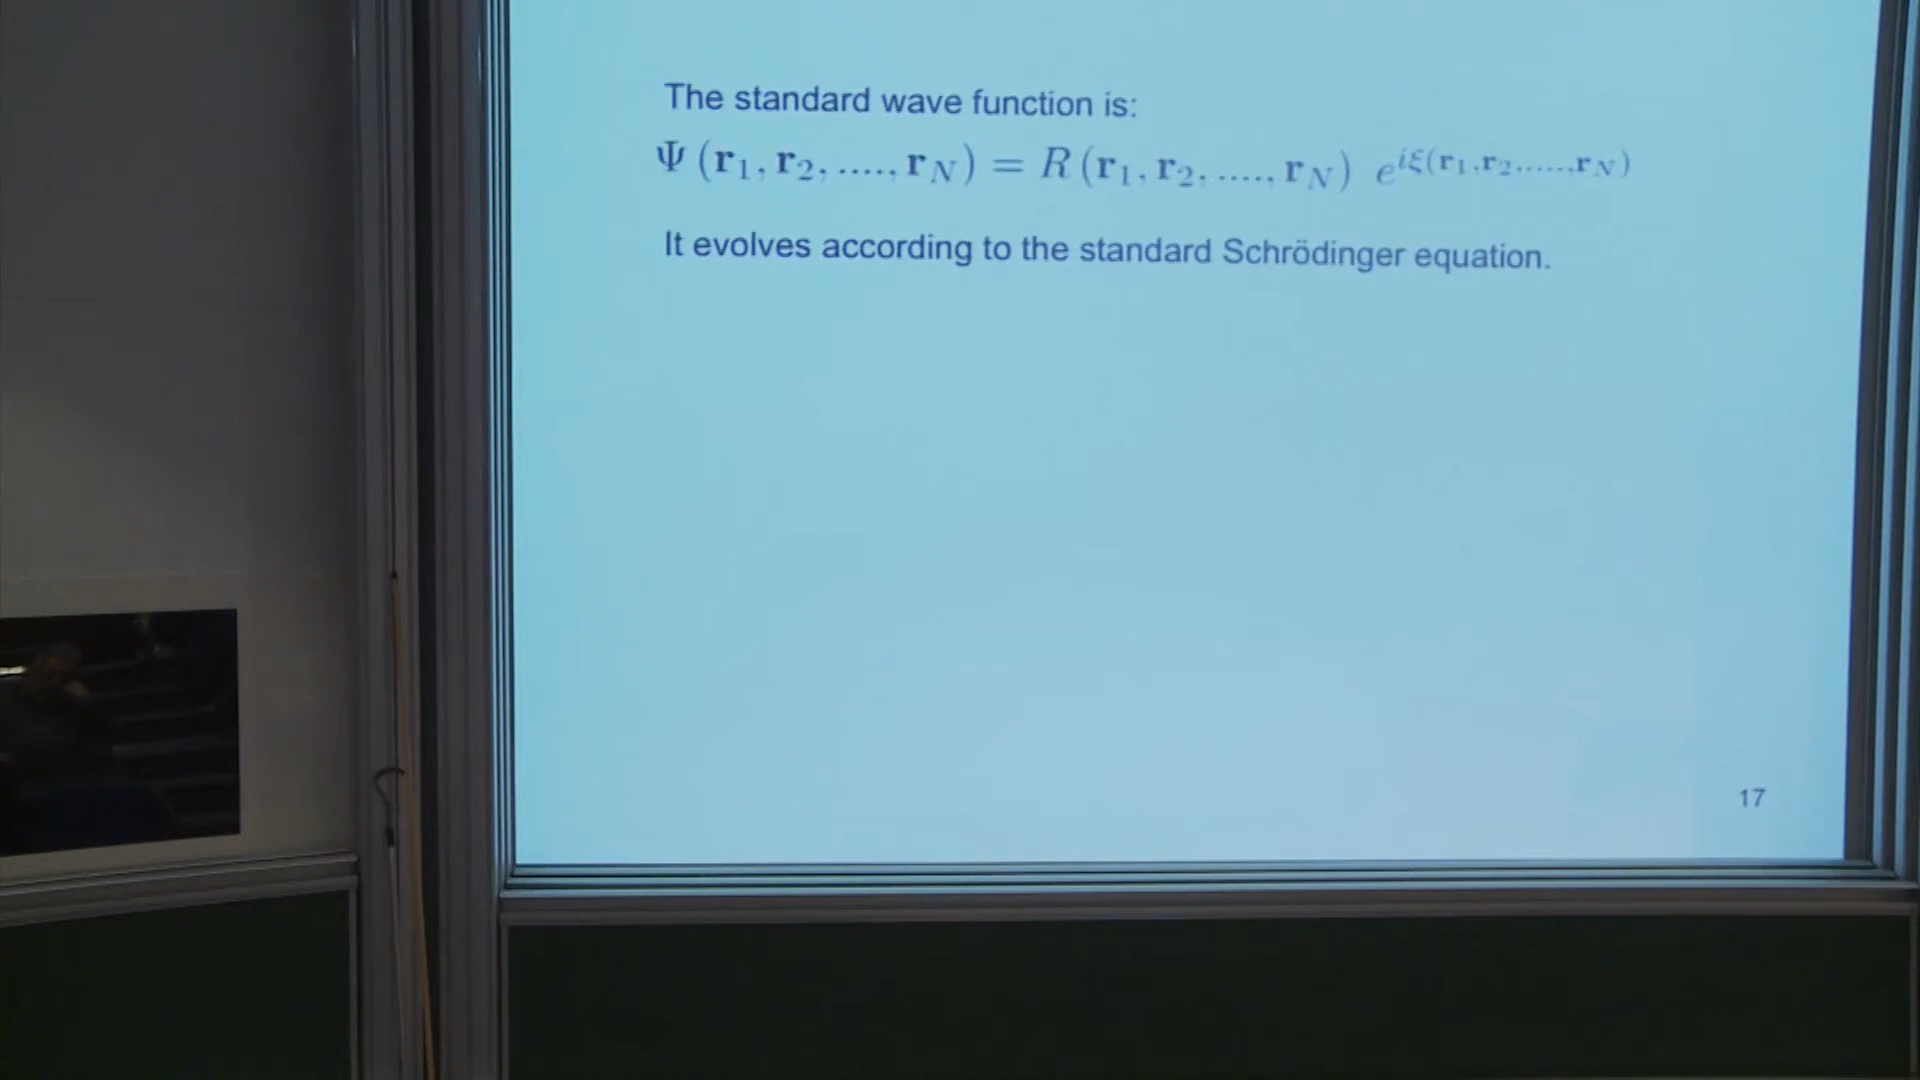 The standard wave function is:
Ψ (r₁, r₂, ....., r_N) = R (r₁, r₂, ....., r_N) e^{iξ(r₁,r₂,.....,r_N)}
It evolves according to the standard Schrödinger equation.
17